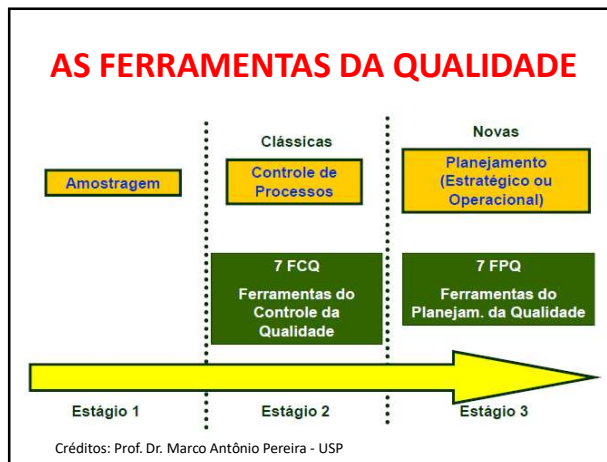 AS FERRAMENTAS DA QUALIDADE
Clássicas
Novas
Amostragem
Controle de
Processos
Planejamento
(Estratégico ou
Operacional)
7 FCQ
Ferramentas do
Controle da
Qualidade
7 FPQ
Ferramentas do
Planejam. da Qualidade
Estágio 1
Estágio 2
Estágio 3
Créditos: Prof. Dr. Marco Antônio Pereira - USP